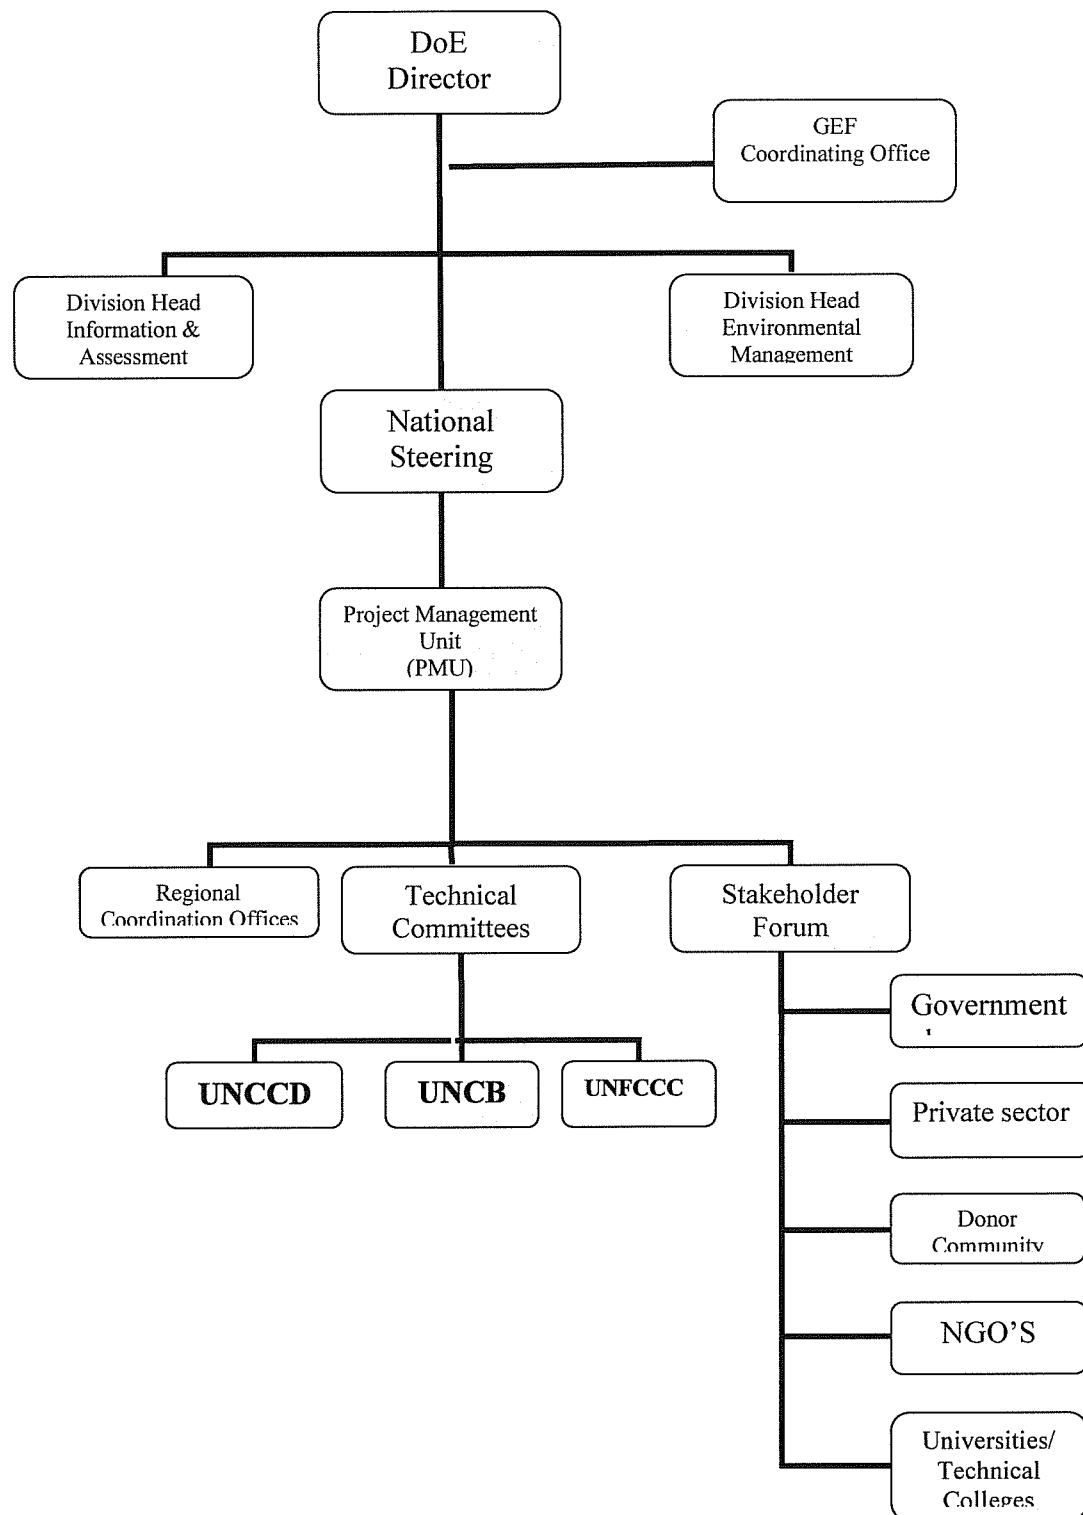 DoE
Director
GEF
Coordinating Office
Division Head
Information &
Assessment
Division Head
Environmental
Management
National
Steering
Project Management
Unit
(PMU)
Regional
Coordination Offices
Technical
Committees
Stakeholder
Forum
UNCCD
UNCB
UNFCCC
Government
Private sector
Donor
Community
NGO’S
Universities/
Technical
Colleges